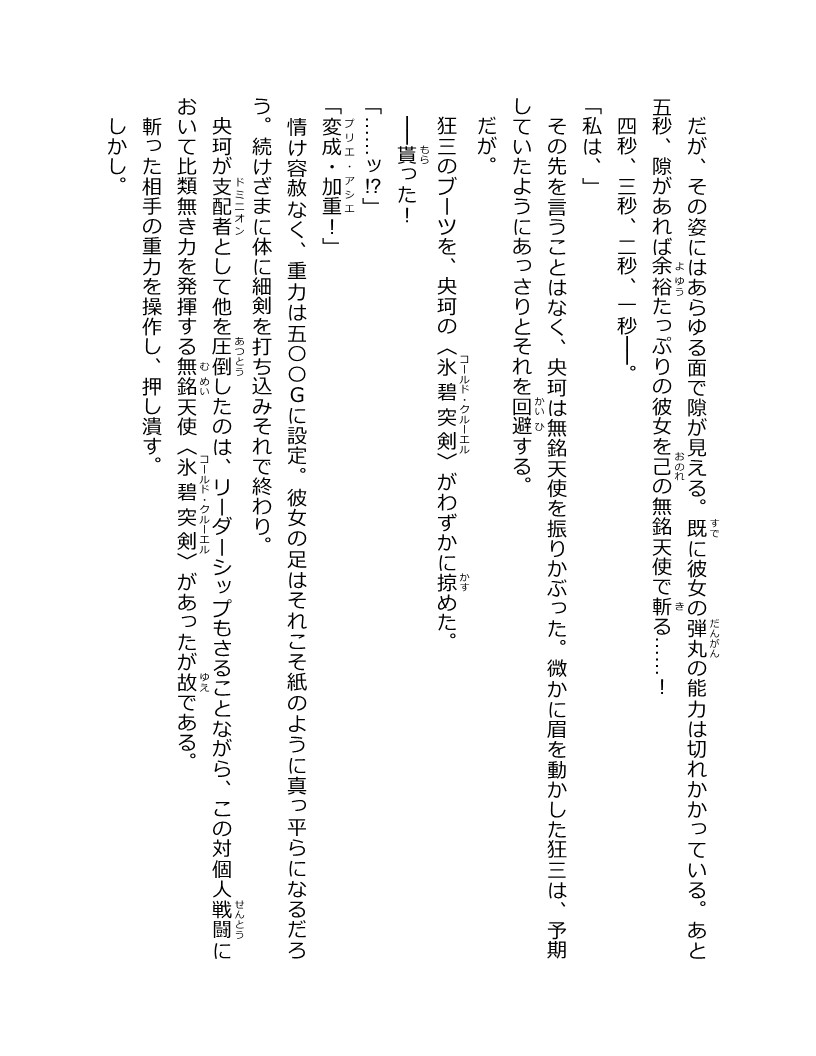 だが、その姿にはあらゆる面で隙が見える。既に彼女の弾丸の能力は切れかかっている。あと
五秒、隙があれば余裕たっぷりの彼女を己の無銘天使で斬る……！
四秒、三秒、二秒、一秒――。
「私は、」
その先を言うことはなく、央珂は無銘天使を振りかぶった。微かに眉を動かした狂三は、予期
していたようにあっさりとそれを回避する。
だが。
狂三のブーツを、央珂の〈氷碧突剣〉がわずかに掠めた。
――貰った！
「……ッ!?」
「変成・加重！」
情け容赦なく、重力は五〇〇Ｇに設定。彼女の足はそれこそ紙のように真っ平らになるだろ
う。続けざまに体に細剣を打ち込みそれで終わり。
央珂が支配者として他を圧倒したのは、リーダーシップもさることながら、この対個人戦闘に
おいて比類無き力を発揮する無銘天使〈氷碧突剣〉があったが故である。
斬った相手の重力を操作し、押し潰す。
しかし。